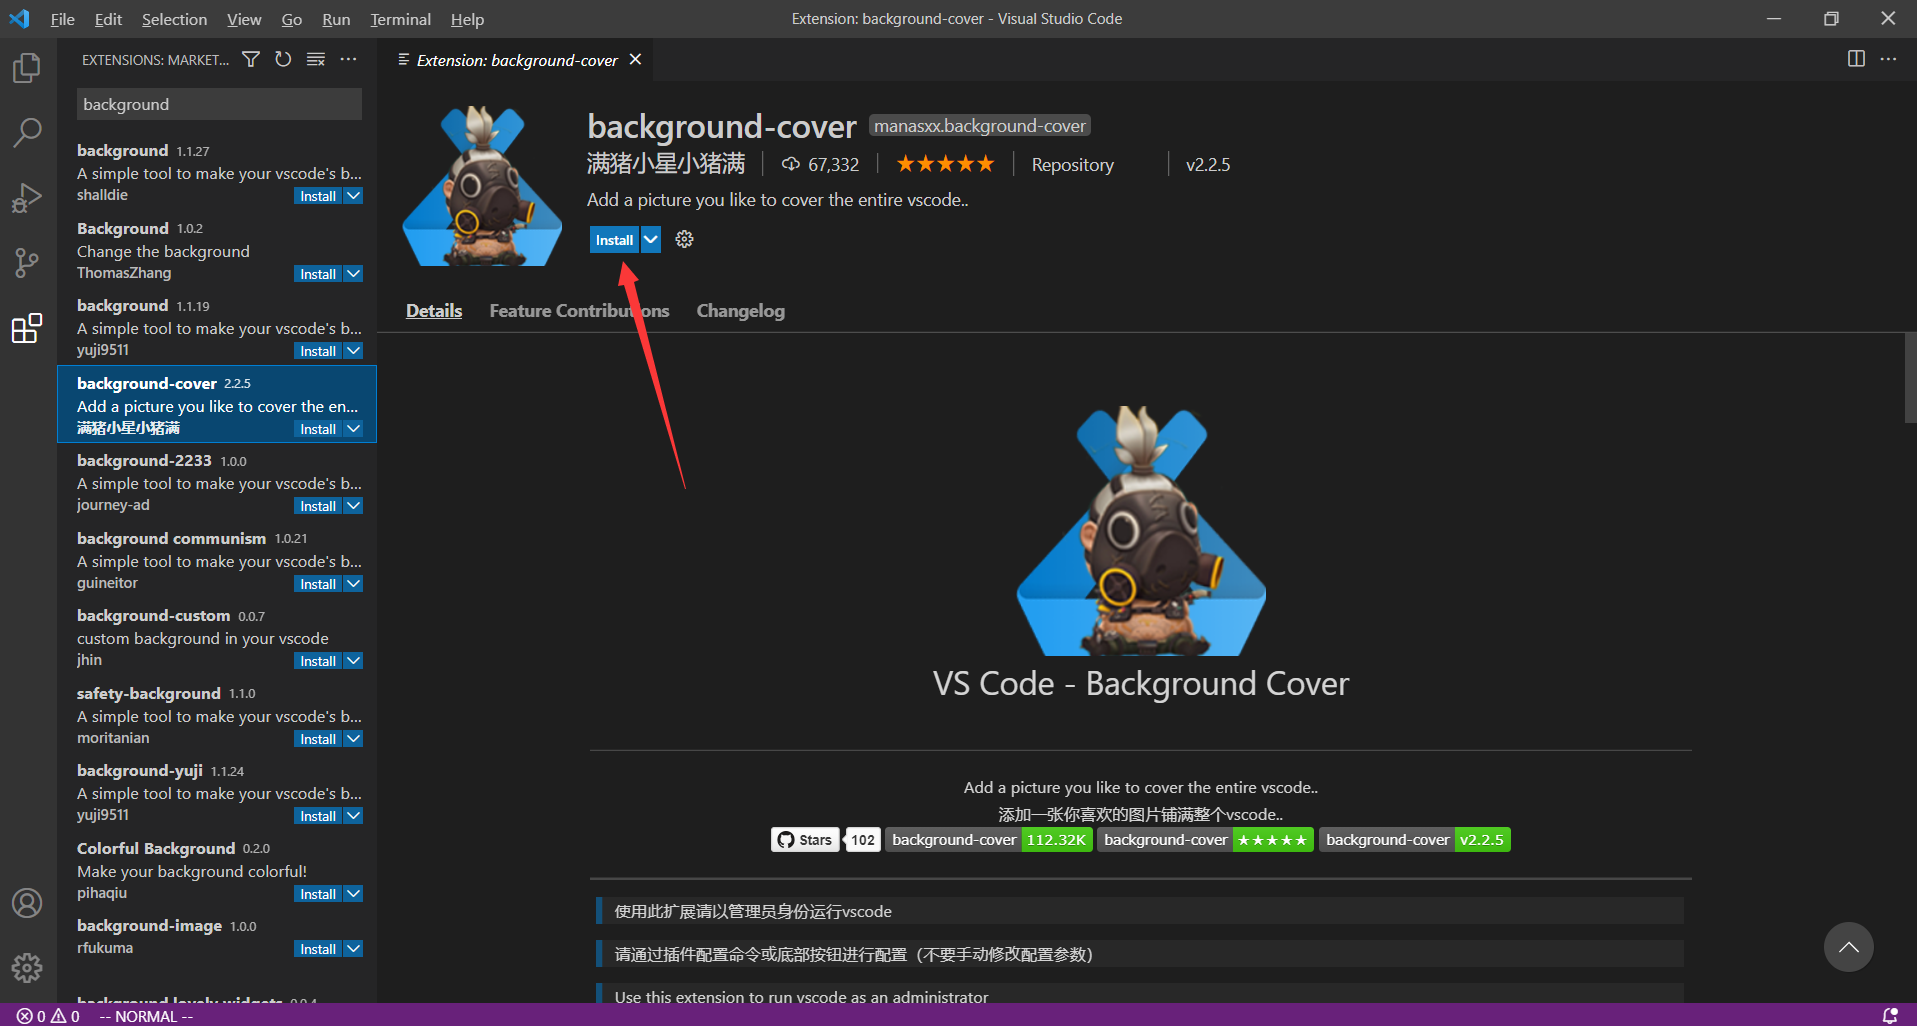 File Edit Selection View Go Run Terminal Help
Extension: background-cover - Visual Studio Code
EXTENSIONS: MARKET...
background
background 1.1.27
A simple tool to make your vscode's b...
shalldie Install
Background 1.0.2
Change the background
ThomasZhang Install
background 1.1.19
A simple tool to make your vscode's b...
yuji9511 Install
background-cover 2.2.5
Add a picture you like to cover the en...
满猪小星小猪满 Install
background-2233 1.0.0
A simple tool to make your vscode's b...
journey-ad Install
background communism 1.0.21
A simple tool to make your vscode's b...
guineitor Install
background-custom 0.0.7
custom background in your vscode
jhin Install
safety-background 1.1.0
A simple tool to make your vscode's b...
moritanian Install
background-yuji 1.1.24
A simple tool to make your vscode's b...
yuji9511 Install
Colorful Background 0.2.0
Make your background colorful!
pihaqiu Install
background-image 1.0.0
rfukuma Install
background lovely widgets 0.0.4
Extension: background-cover
background-cover manasxx.background-cover
满猪小星小猪满 67,332 ★★★★★ Repository v2.2.5
Add a picture you like to cover the entire vscode..
Install
Details Feature Contributions Changelog
VS Code - Background Cover
Add a picture you like to cover the entire vscode..
添加一张你喜欢的图片铺满整个vscode..
Stars 102 background-cover 112.32K background-cover ★★★★★ background-cover v2.2.5
使用此扩展请以管理员身份运行vscode
请通过插件配置命令或底部按钮进行配置（不要手动修改配置参数）
Use this extension to run vscode as an administrator
0 0 -- NORMAL --